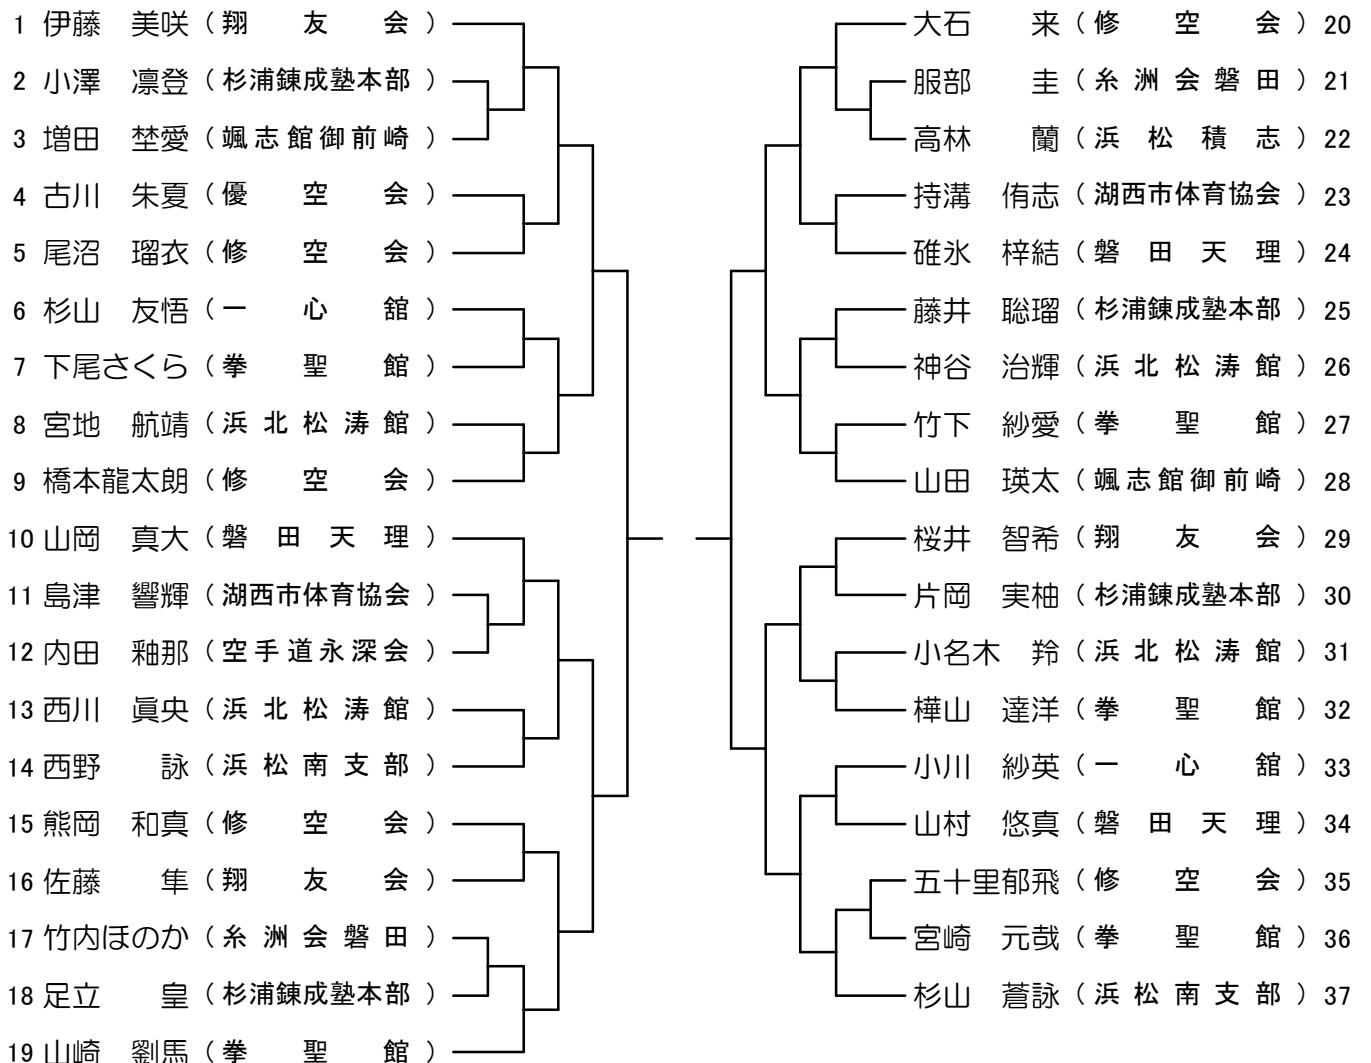 1 伊藤 美咲（翔友会）
2 小澤 凛登（杉浦錬成塾本部）
3 増田 埜愛（颯志館御前崎）
4 古川 朱夏（優空会）
5 尾沼 瑠衣（修空会）
6 杉山 友悟（一心舘）
7 下尾さくら（拳聖館）
8 宮地 航靖（浜北松涛館）
9 橋本龍太朗（修空会）
10 山岡 真大（磐田天理）
11 島津 響輝（湖西市体育協会）
12 内田 釉那（空手道永深会）
13 西川 眞央（浜北松涛館）
14 西野 詠（浜松南支部）
15 熊岡 和真（修空会）
16 佐藤 隼（翔友会）
17 竹内ほのか（糸洲会磐田）
18 足立 皇（杉浦錬成塾本部）
19 山崎 劉馬（拳聖館）
大石 来（修空会）20
服部 圭（糸洲会磐田）21
高林 蘭（浜松積志）22
持溝 侑志（湖西市体育協会）23
碓氷 梓結（磐田天理）24
藤井 聡瑠（杉浦錬成塾本部）25
神谷 治輝（浜北松涛館）26
竹下 紗愛（拳聖館）27
山田 瑛太（颯志館御前崎）28
桜井 智希（翔友会）29
片岡 実柚（杉浦錬成塾本部）30
小名木 羚（浜北松涛館）31
樺山 達洋（拳聖館）32
小川 紗英（一心舘）33
山村 悠真（磐田天理）34
五十里郁飛（修空会）35
宮崎 元哉（拳聖館）36
杉山 蒼詠（浜松南支部）37